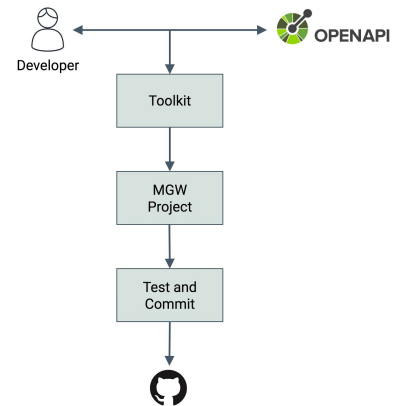 OPENAPI
Developer
Toolkit
MGW
Project
Test and
Commit